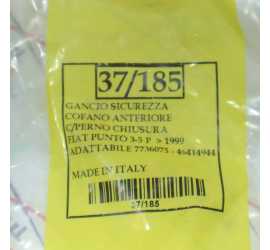 37/185
GANCIO SICUREZZA
COFANO ANTERIORE
C/PERNO CHIUSURA
FIAT PUNTO 3-5 P > 1999
ADATTABILE 7736075 - 46414944
MADE IN ITALY
37/185